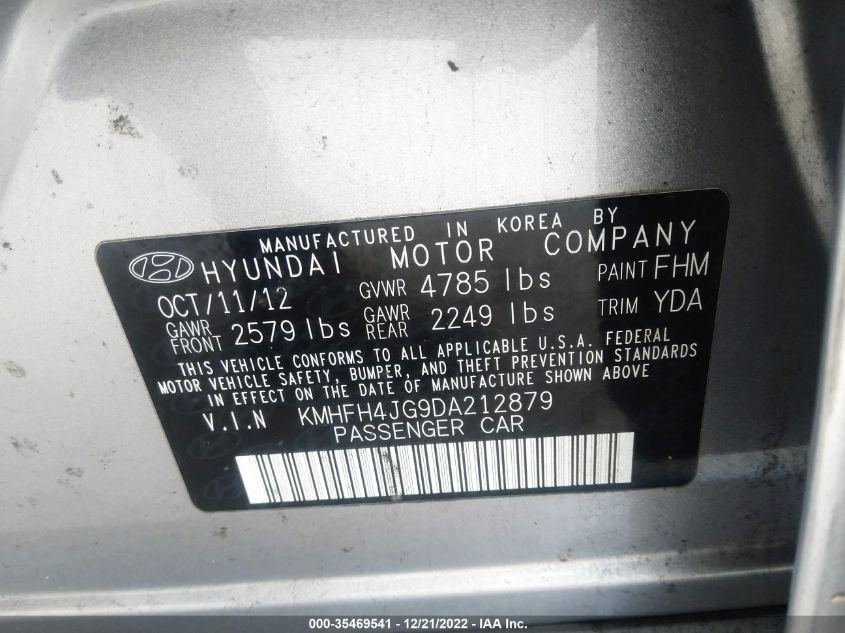 MANUFACTURED IN KOREA BY
HYUNDAI MOTOR COMPANY
OCT/11/12 GVWR 4785 lbs PAINT FHM
GAWR FRONT 2579 lbs GAWR REAR 2249 lbs TRIM YDA
THIS VEHICLE CONFORMS TO ALL APPLICABLE U.S.A. FEDERAL
MOTOR VEHICLE SAFETY, BUMPER, AND THEFT PREVENTION STANDARDS
IN EFFECT ON THE DATE OF MANUFACTURE SHOWN ABOVE
V.I.N KMHFH4JG9DA212879
PASSENGER CAR
000-35469541 - 12/21/2022 - IAA Inc.